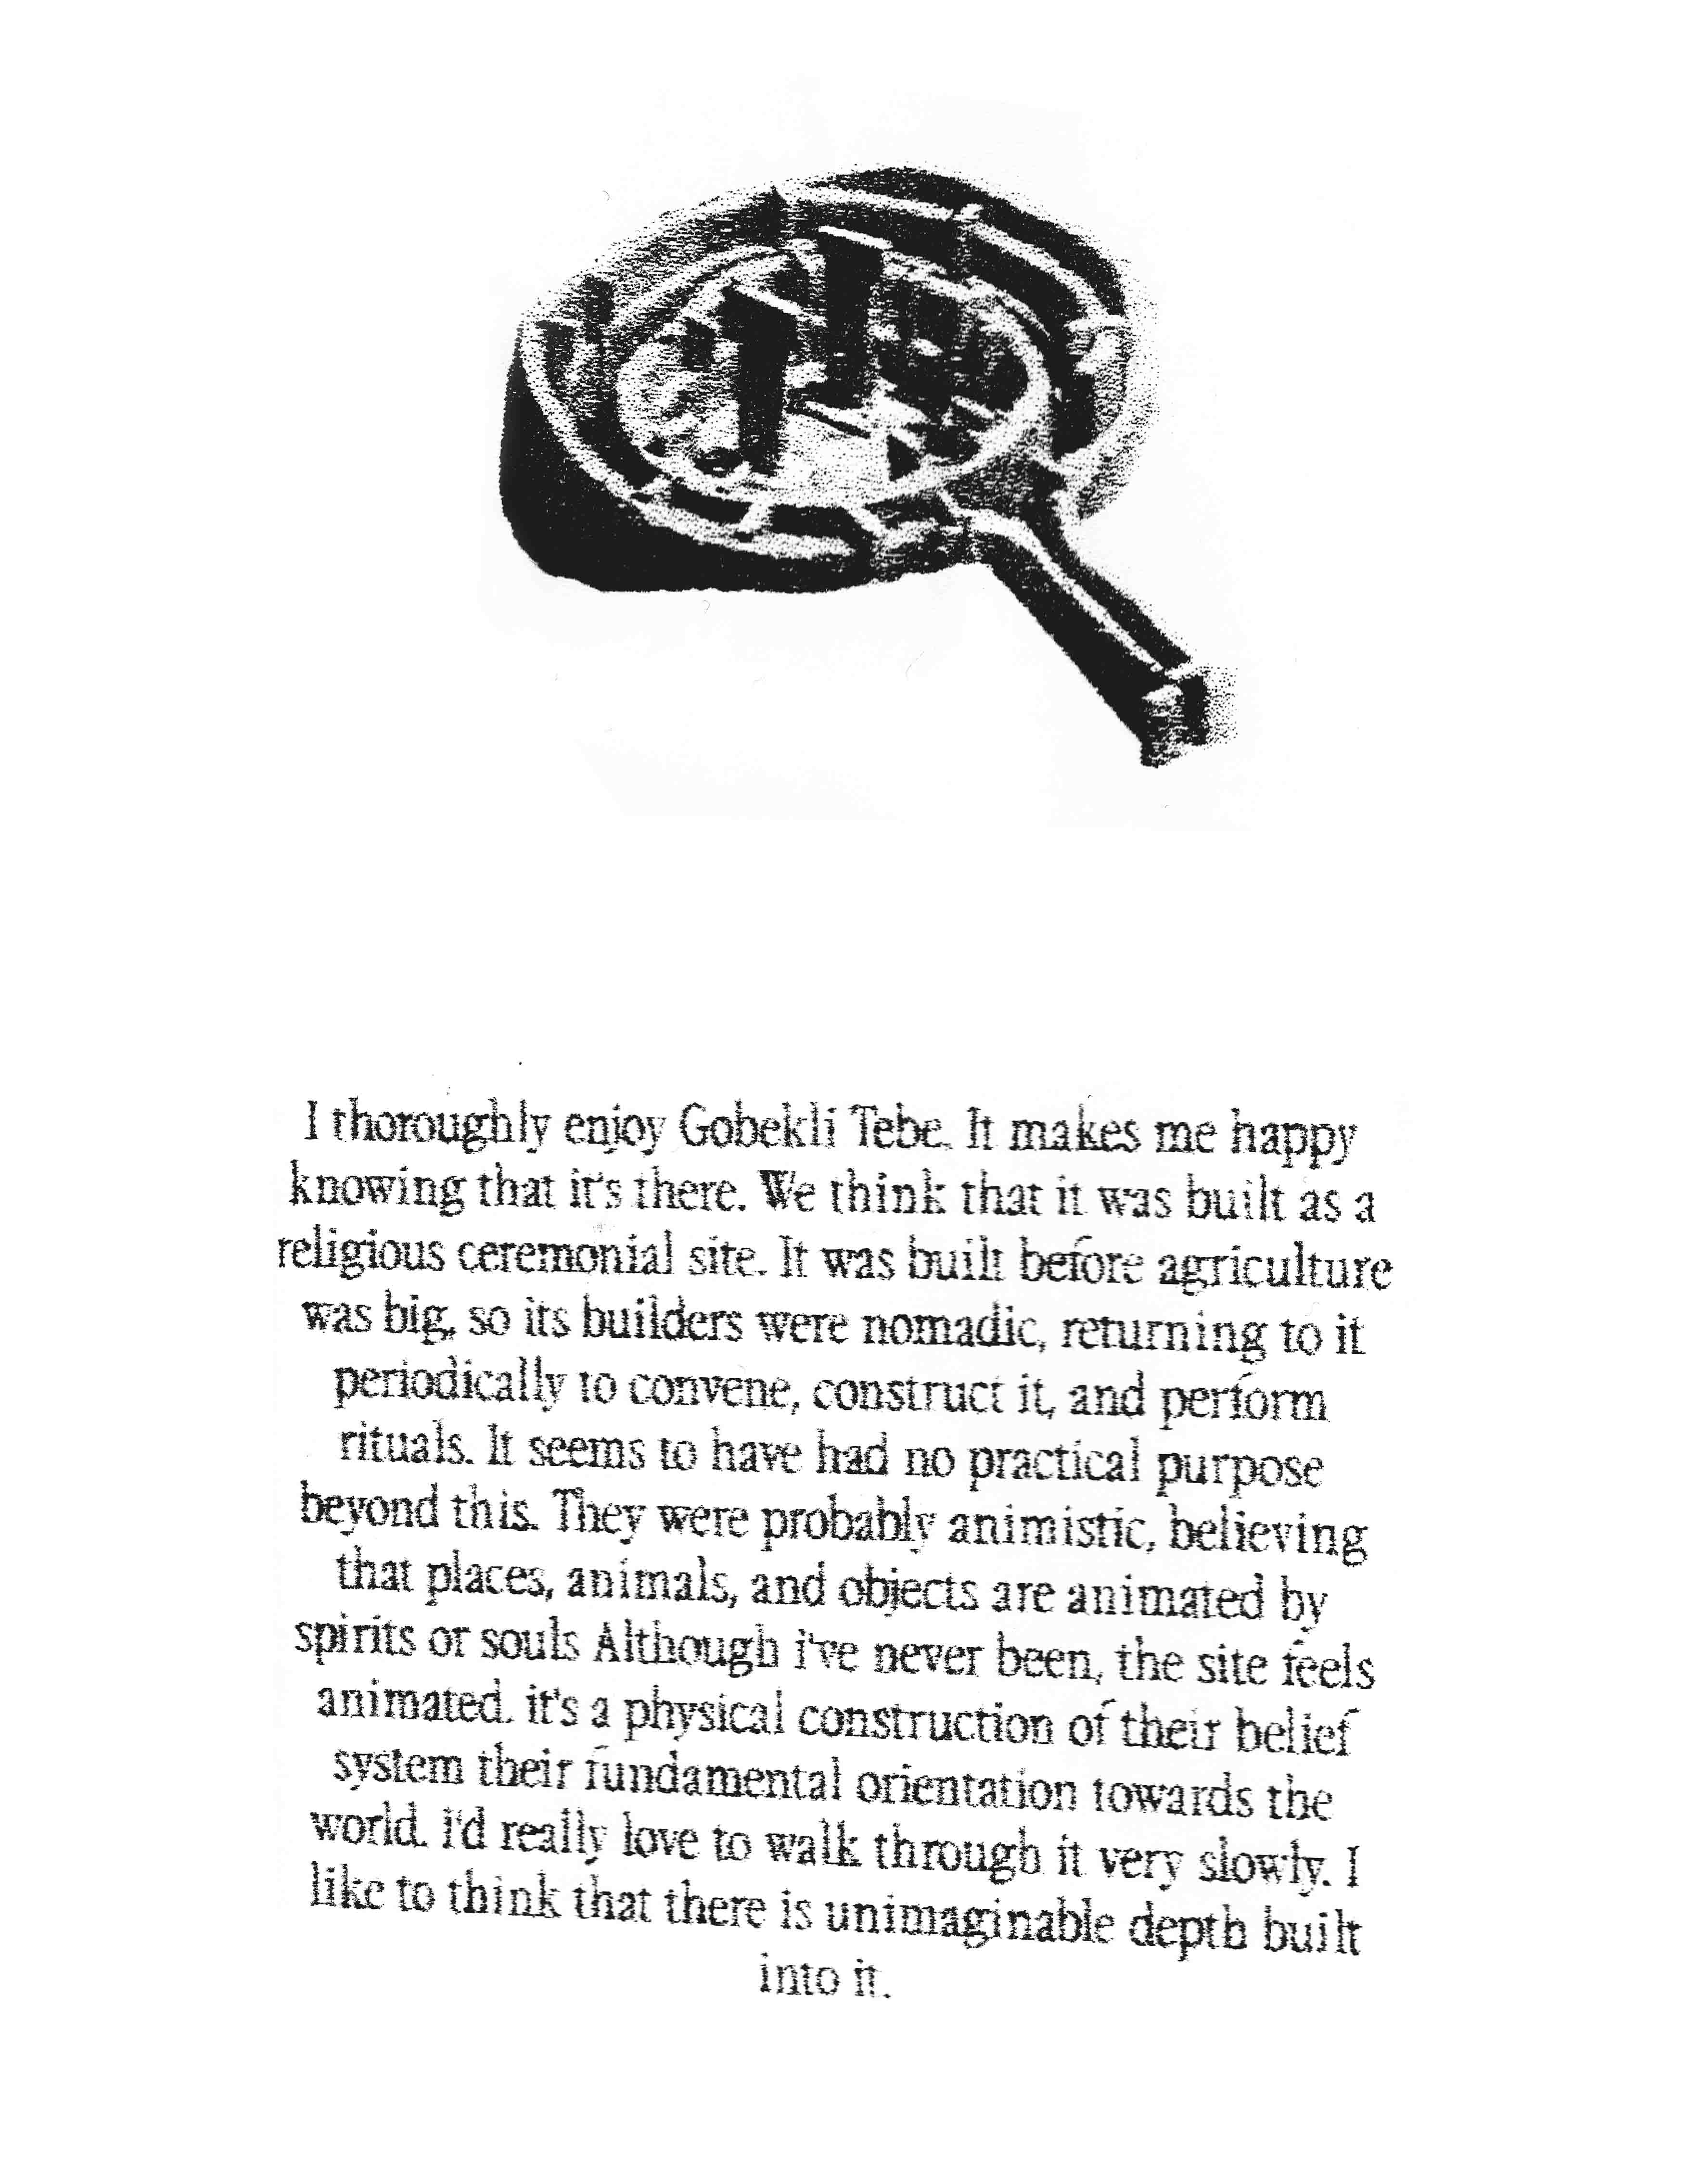 I thoroughly enjoy Gobekli Tebe. It makes me happy
knowing that it's there. We think that it was built as a
religious ceremonial site. It was built before agriculture
was big, so its builders were nomadic, returning to it
periodically to convene, construct it, and perform
rituals. It seems to have had no practical purpose
beyond this. They were probably animistic, believing
that places, animals, and objects are animated by
spirits or souls Although i've never been, the site feels
animated. it's a physical construction of their belief
system their fundamental orientation towards the
world. I'd really love to walk through it very slowly. I
like to think that there is unimaginable depth built
into it.